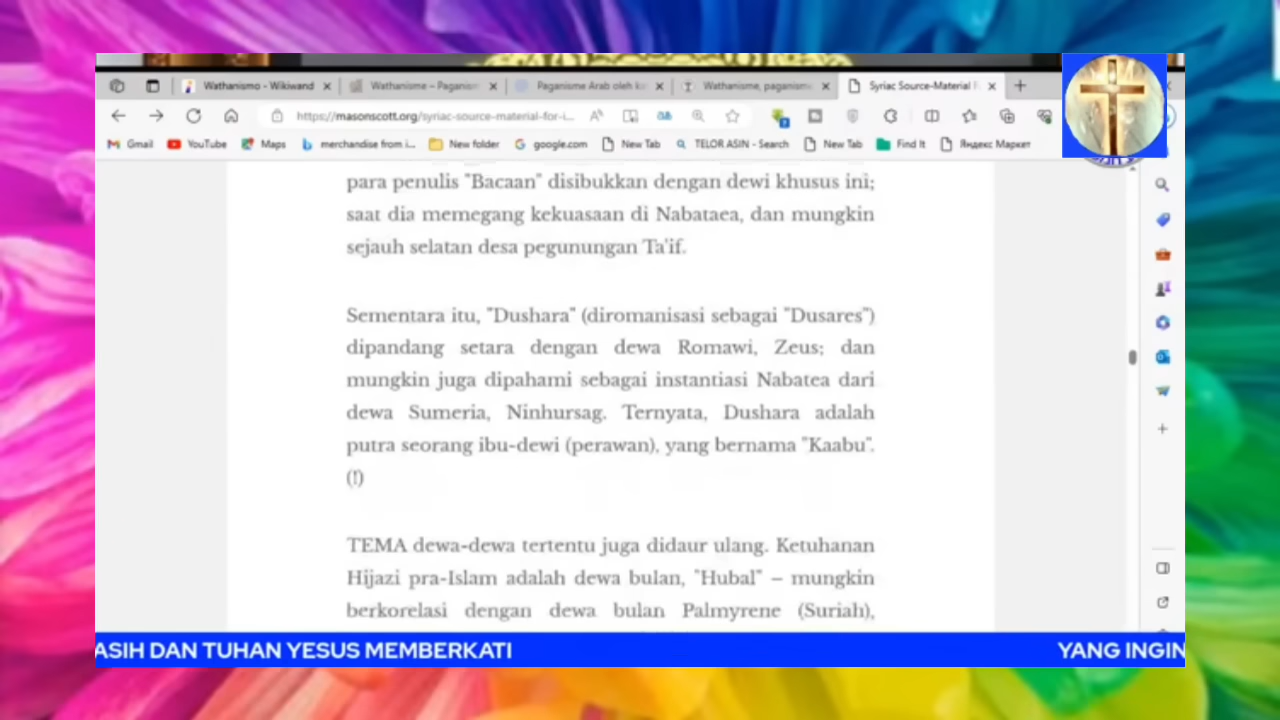 Wathanismo - Wikiwand
Wathanisme – Paganism
Paganisme Arab oleh
Wathanisme, paganism
Syriac Source-Material F
https://masonscott.org/syriac-source-material-for-i...
Gmail
YouTube
Maps
merchandise from i...
New folder
google.com
New Tab
TELOR ASIN - Search
New Tab
Find It
Яндекс Маркет
para penulis "Bacaan" disibukkan dengan dewi khusus ini;
saat dia memegang kekuasaan di Nabataea, dan mungkin
sejauh selatan desa pegunungan Ta'if.
Sementara itu, "Dushara" (diromanisasi sebagai "Dusares")
dipandang setara dengan dewa Romawi, Zeus; dan
mungkin juga dipahami sebagai instantiasi Nabatea dari
dewa Sumeria, Ninhursag. Ternyata, Dushara adalah
putra seorang ibu-dewi (perawan), yang bernama "Kaabu".
(!)
TEMA dewa-dewa tertentu juga didaur ulang. Ketuhanan
Hijazi pra-Islam adalah dewa bulan, "Hubal" – mungkin
berkorelasi dengan dewa bulan Palmyrene (Suriah),
ASIH DAN TUHAN YESUS MEMBERKATI
YANG INGIN